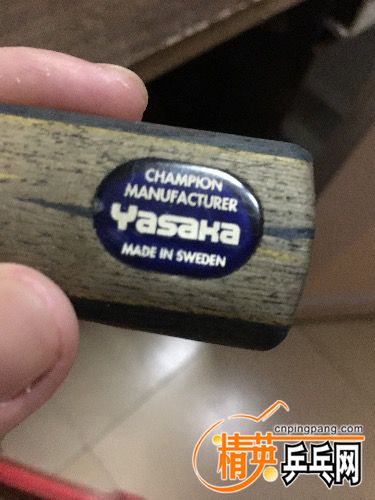 CHAMPION
MANUFACTURER
Yasaka
MADE IN SWEDEN
cnpingpang.com
精英乒乓网